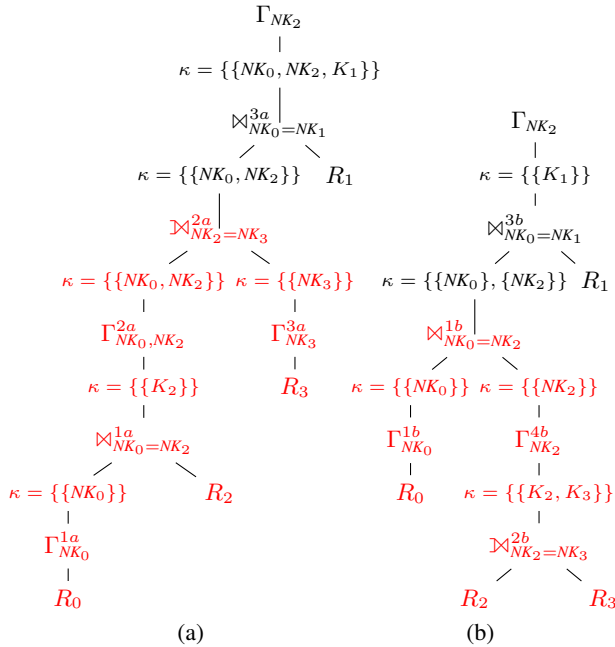 Γ_{NK_2}
κ = {{NK_0, NK_2, K_1}}
⋈^{3a}_{NK_0=NK_1}
κ = {{NK_0, NK_2}} R_1
⟕^{2a}_{NK_2=NK_3}
κ = {{NK_0, NK_2}} κ = {{NK_3}}
Γ^{2a}_{NK_0,NK_2} Γ^{3a}_{NK_3}
κ = {{K_2}} R_3
⋈^{1a}_{NK_0=NK_2}
κ = {{NK_0}} R_2
Γ^{1a}_{NK_0}
R_0
(a)
Γ_{NK_2}
κ = {{K_1}}
⋈^{3b}_{NK_0=NK_1}
κ = {{NK_0}, {NK_2}} R_1
⋈^{1b}_{NK_0=NK_2}
κ = {{NK_0}} κ = {{NK_2}}
Γ^{1b}_{NK_0} Γ^{4b}_{NK_2}
R_0 κ = {{K_2, K_3}}
⟕^{2b}_{NK_2=NK_3}
R_2 R_3
(b)